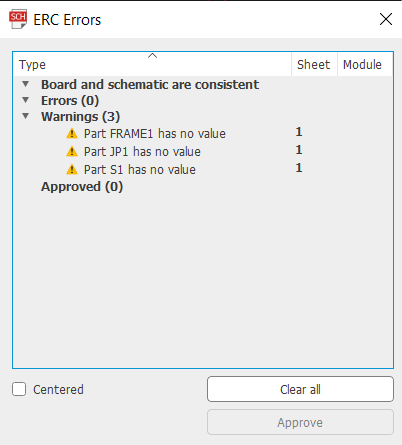 SCH ERC Errors
Type Sheet Module
Board and schematic are consistent
Errors (0)
Warnings (3)
Part FRAME1 has no value 1
Part JP1 has no value 1
Part S1 has no value 1
Approved (0)
Centered Clear all
Approve